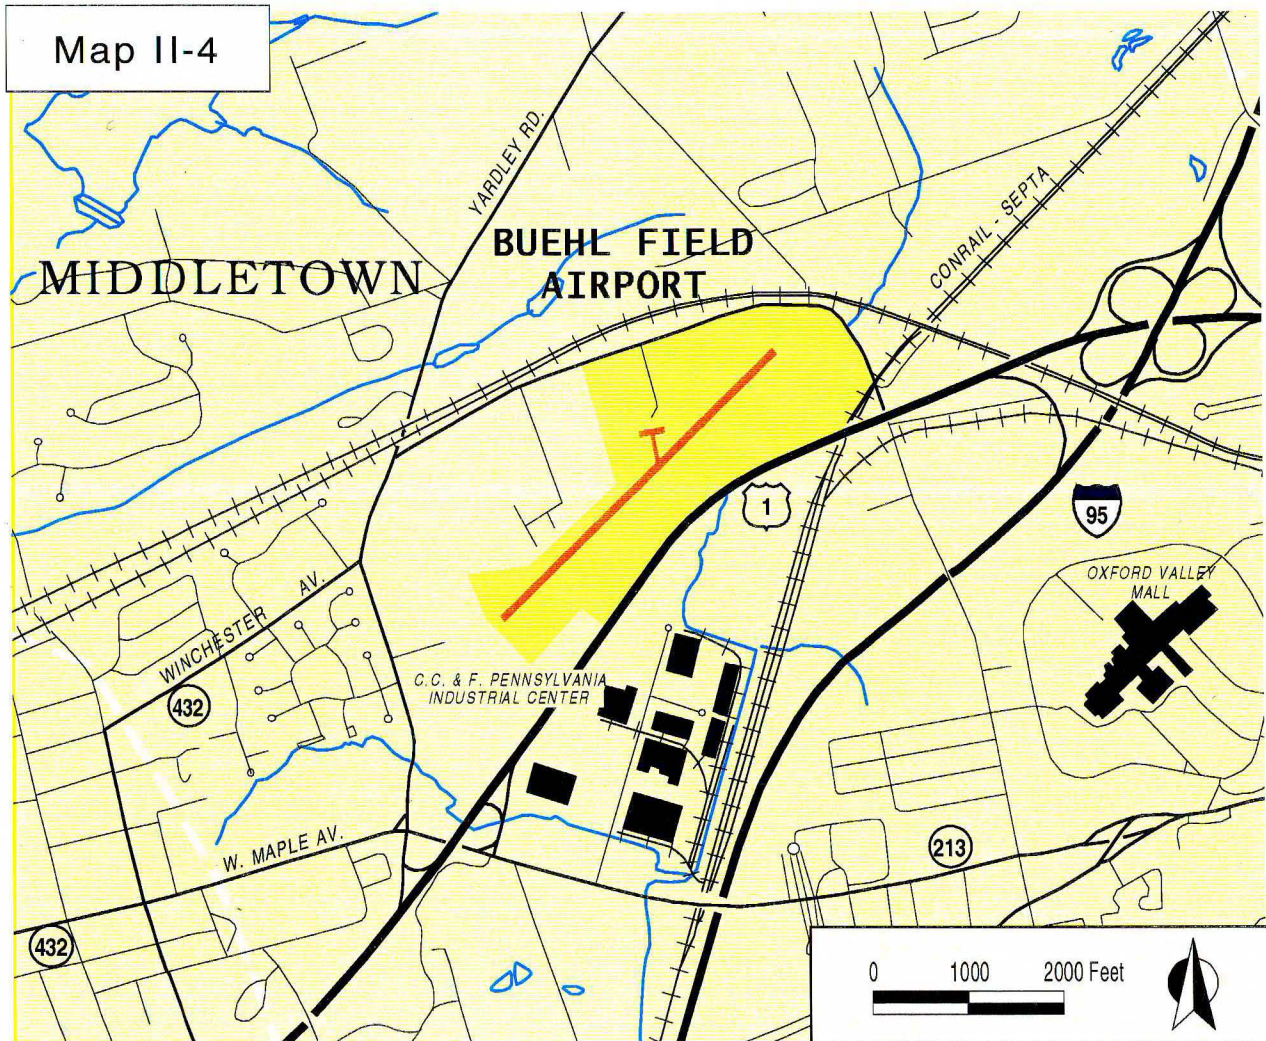 Map II-4
YARDLEY RD.
CONRAIL - SEPTA
BUEHL FIELD
AIRPORT
MIDDLETOWN
1
95
OXFORD VALLEY
MALL
WINCHESTER AV.
432
C.C. & F. PENNSYLVANIA
INDUSTRIAL CENTER
W. MAPLE AV.
213
432
0 1000 2000 Feet